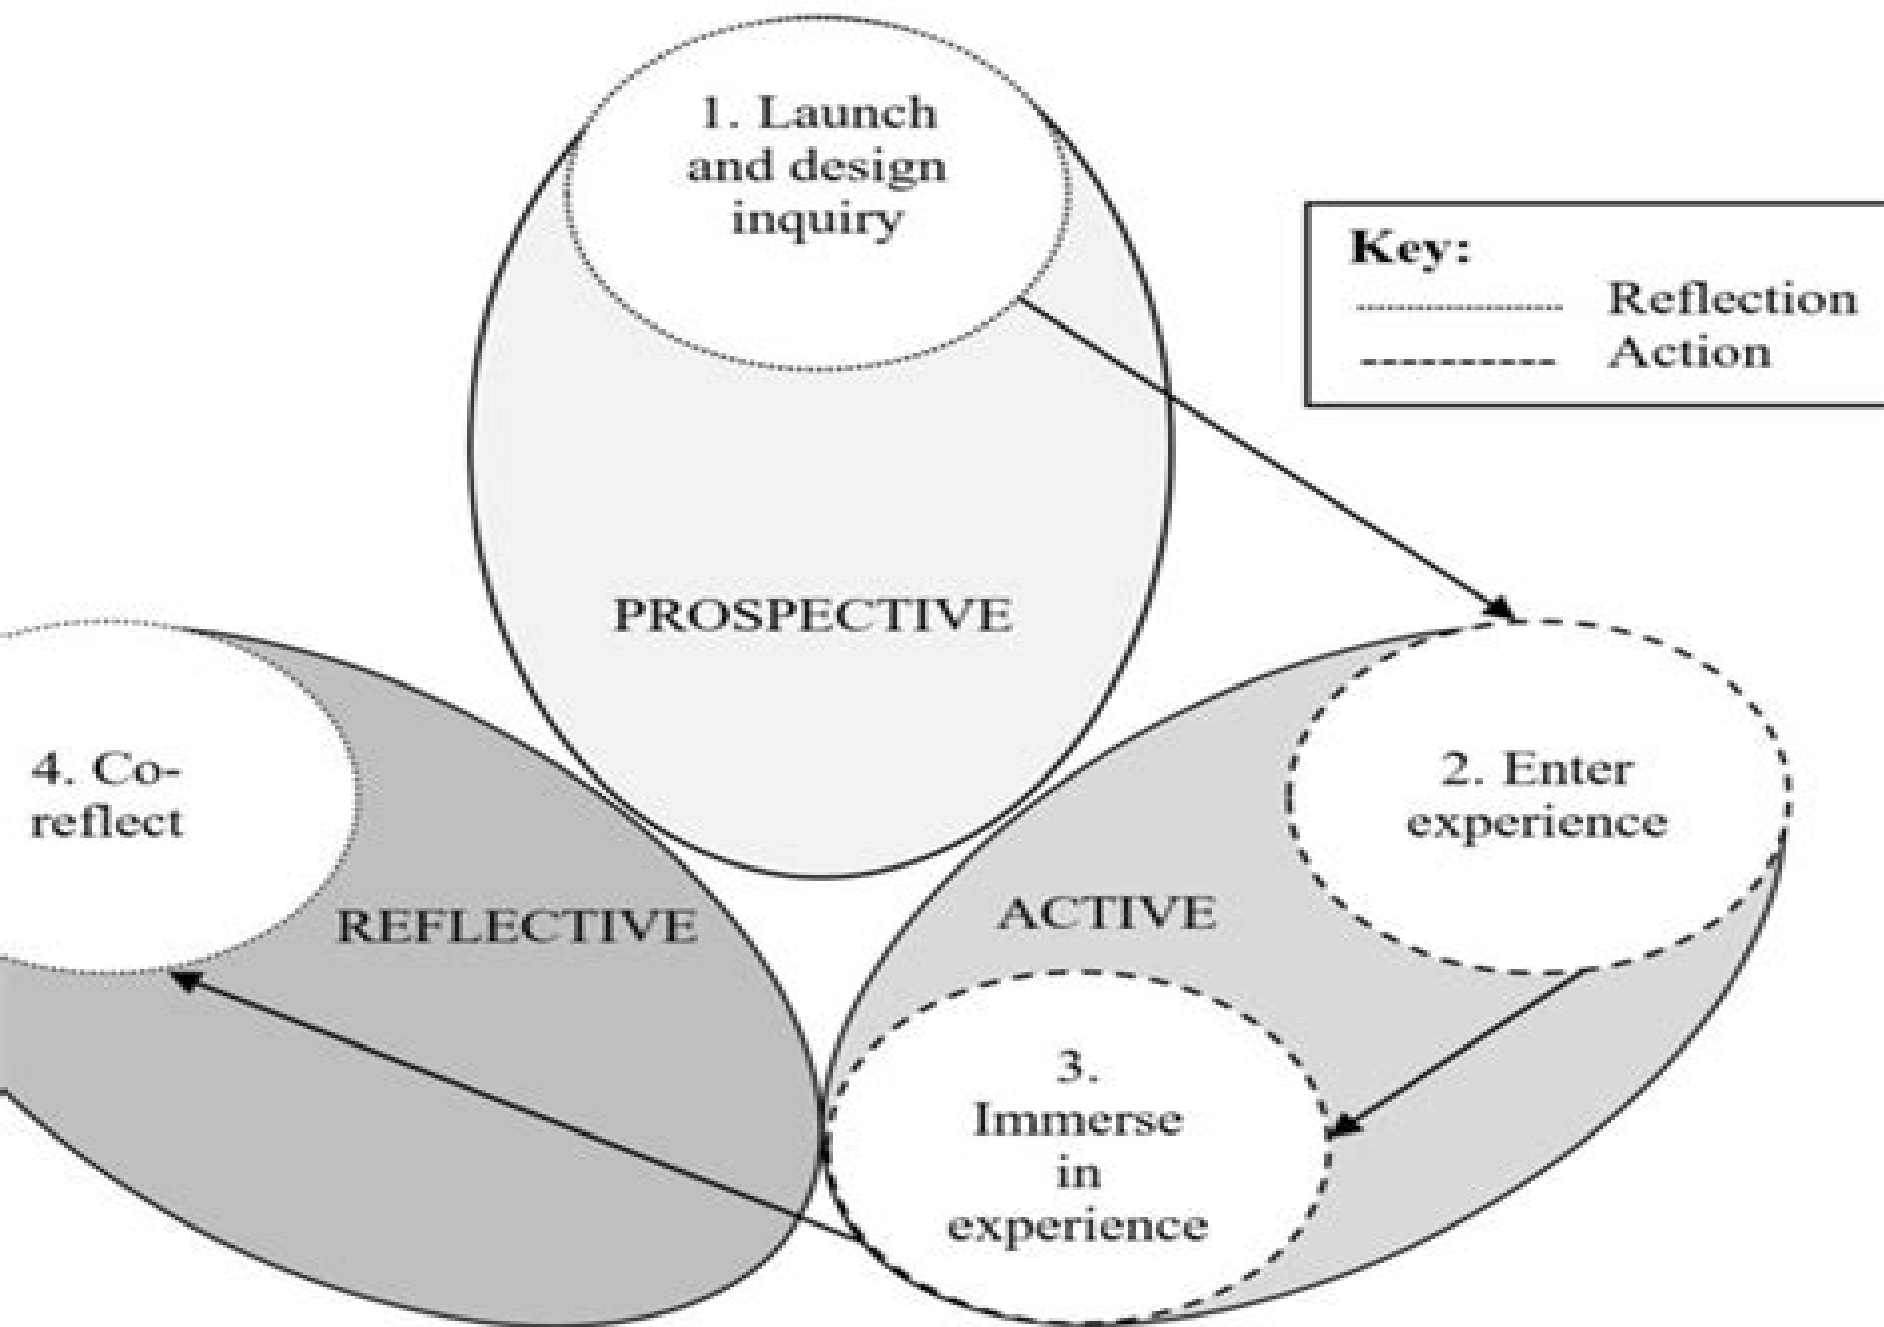 1. Launch
and design
inquiry
Key:
Reflection
Action
PROSPECTIVE
4. Co-
reflect
2. Enter
experience
REFLECTIVE
ACTIVE
3.
Immerse
in
experience